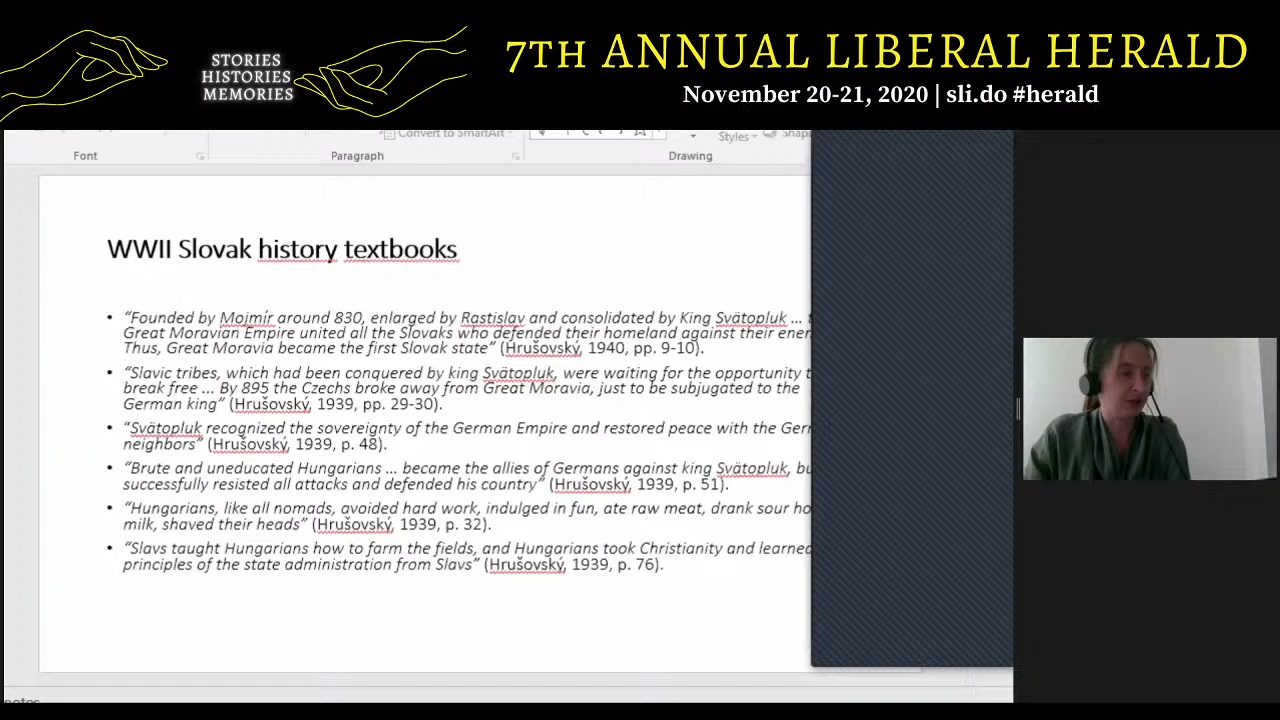 STORIES
HISTORIES
MEMORIES
7TH ANNUAL LIBERAL HERALD
November 20-21, 2020 | sli.do #herald
Convert to SmartArt
Styles
Font
Paragraph
Drawing
WWII Slovak history textbooks
• “Founded by Mojmír around 830, enlarged by Rastislav and consolidated by King Svätopluk ...
Great Moravian Empire united all the Slovaks who defended their homeland against their
Thus, Great Moravia became the first Slovak state” (Hrušovský, 1940, pp. 9-10).
• “Slavic tribes, which had been conquered by king Svätopluk, were waiting for the opportunity
break free ... By 895 the Czechs broke away from Great Moravia, just to be subjugated to the
German king” (Hrušovský, 1939, pp. 29-30).
• “Svätopluk recognized the sovereignty of the German Empire and restored peace with the
neighbors” (Hrušovský, 1939, p. 48).
• “Brute and uneducated Hungarians ... became the allies of Germans against king Svätopluk,
successfully resisted all attacks and defended his country” (Hrušovský, 1939, p. 51).
• “Hungarians, like all nomads, avoided hard work, indulged in fun, ate raw meat, drank sour
milk, shaved their heads” (Hrušovský, 1939, p. 32).
• “Slavs taught Hungarians how to farm the fields, and Hungarians took Christianity and learned
principles of the state administration from Slavs” (Hrušovský, 1939, p. 76).